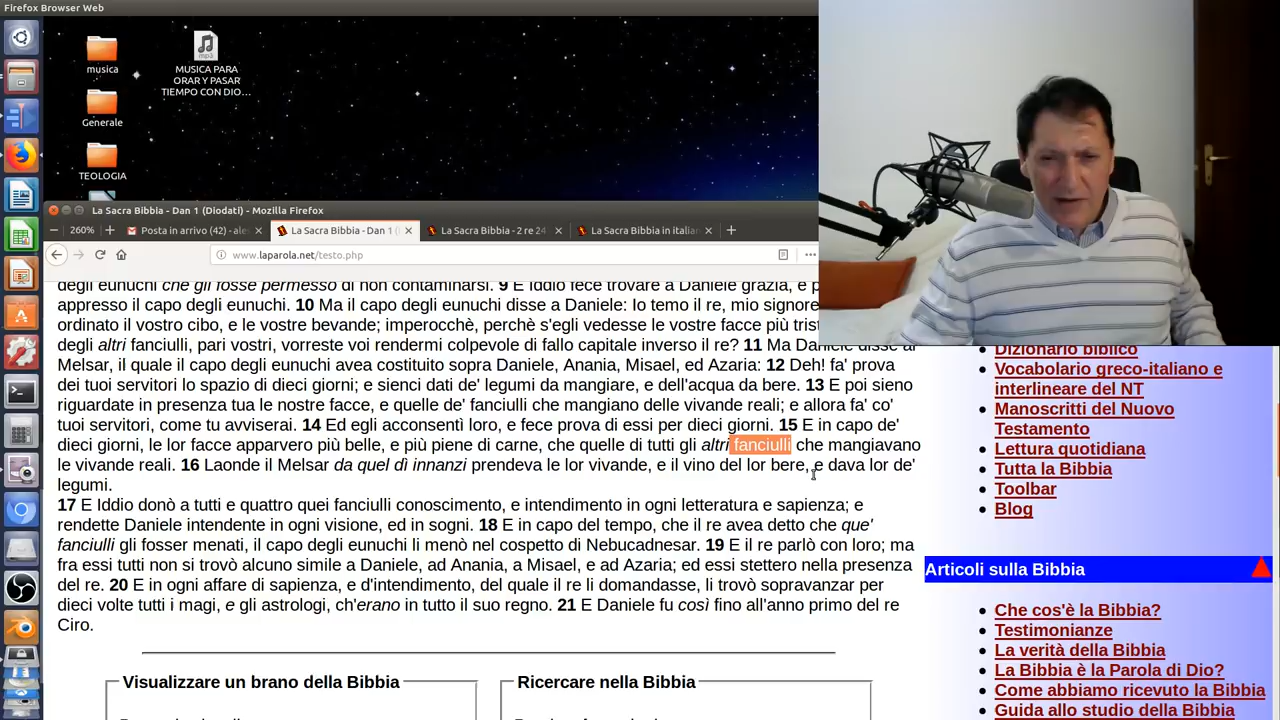 Firefox Browser Web
musica
MUSICA PARA
ORAR Y PASAR
TIEMPO CON DIO…
Generale
TEOLOGIA
La Sacra Bibbia - Dan 1 (Diodati) - Mozilla Firefox
260%
Posta in arrivo (42) - ale
La Sacra Bibbia - Dan 1 (
La Sacra Bibbia - 2 re 24
La Sacra Bibbia in italian
www.laparola.net/testo.php
degli eunuchi che gli fosse permesso di non contaminarsi. 9 E Iddio fece trovare a Daniele grazia, e p
appresso il capo degli eunuchi. 10 Ma il capo degli eunuchi disse a Daniele: Io temo il re, mio signore
ordinato il vostro cibo, e le vostre bevande; imperocchè, perchè s'egli vedesse le vostre facce più trist
degli altri fanciulli, pari vostri, vorreste voi rendermi colpevole di fallo capitale inverso il re? 11 Ma Daniele disse al
Melsar, il quale il capo degli eunuchi avea costituito sopra Daniele, Anania, Misael, ed Azaria: 12 Deh! fa' prova
dei tuoi servitori lo spazio di dieci giorni; e sienci dati de' legumi da mangiare, e dell'acqua da bere. 13 E poi sieno
riguardate in presenza tua le nostre facce, e quelle de' fanciulli che mangiano delle vivande reali; e allora fa' co'
tuoi servitori, come tu avviserai. 14 Ed egli acconsentì loro, e fece prova di essi per dieci giorni. 15 E in capo de'
dieci giorni, le lor facce apparvero più belle, e più piene di carne, che quelle di tutti gli altri fanciulli che mangiavano
le vivande reali. 16 Laonde il Melsar da quel dì innanzi prendeva le lor vivande, e il vino del lor bere, e dava lor de'
legumi.
17 E Iddio donò a tutti e quattro quei fanciulli conoscimento, e intendimento in ogni letteratura e sapienza; e
rendette Daniele intendente in ogni visione, ed in sogni. 18 E in capo del tempo, che il re avea detto che que'
fanciulli gli fosser menati, il capo degli eunuchi li menò nel cospetto di Nebucadnesar. 19 E il re parlò con loro; ma
fra essi tutti non si trovò alcuno simile a Daniele, ad Anania, a Misael, e ad Azaria; ed essi stettero nella presenza
del re. 20 E in ogni affare di sapienza, e d'intendimento, del quale il re li domandasse, li trovò sopravanzar per
dieci volte tutti i magi, e gli astrologi, ch'erano in tutto il suo regno. 21 E Daniele fu così fino all'anno primo del re
Ciro.
Visualizzare un brano della Bibbia
Ricercare nella Bibbia
Dizionario biblico
Vocabolario greco-italiano e
interlineare del NT
Manoscritti del Nuovo
Testamento
Lettura quotidiana
Tutta la Bibbia
Toolbar
Blog
Articoli sulla Bibbia
Che cos'è la Bibbia?
Testimonianze
La verità della Bibbia
La Bibbia è la Parola di Dio?
Come abbiamo ricevuto la Bibbia
Guida allo studio della Bibbia